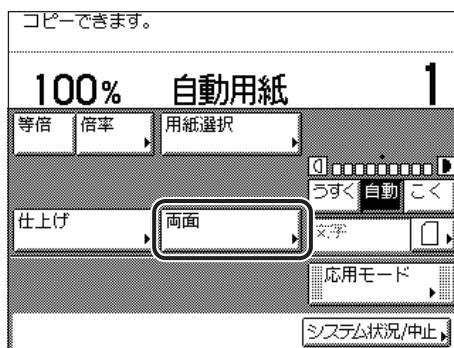 コピーできます。
100% 自動用紙 1
等倍 倍率 用紙選択
うすく 自動 こく
仕上げ 両面 文字
応用モード
システム状況/中止